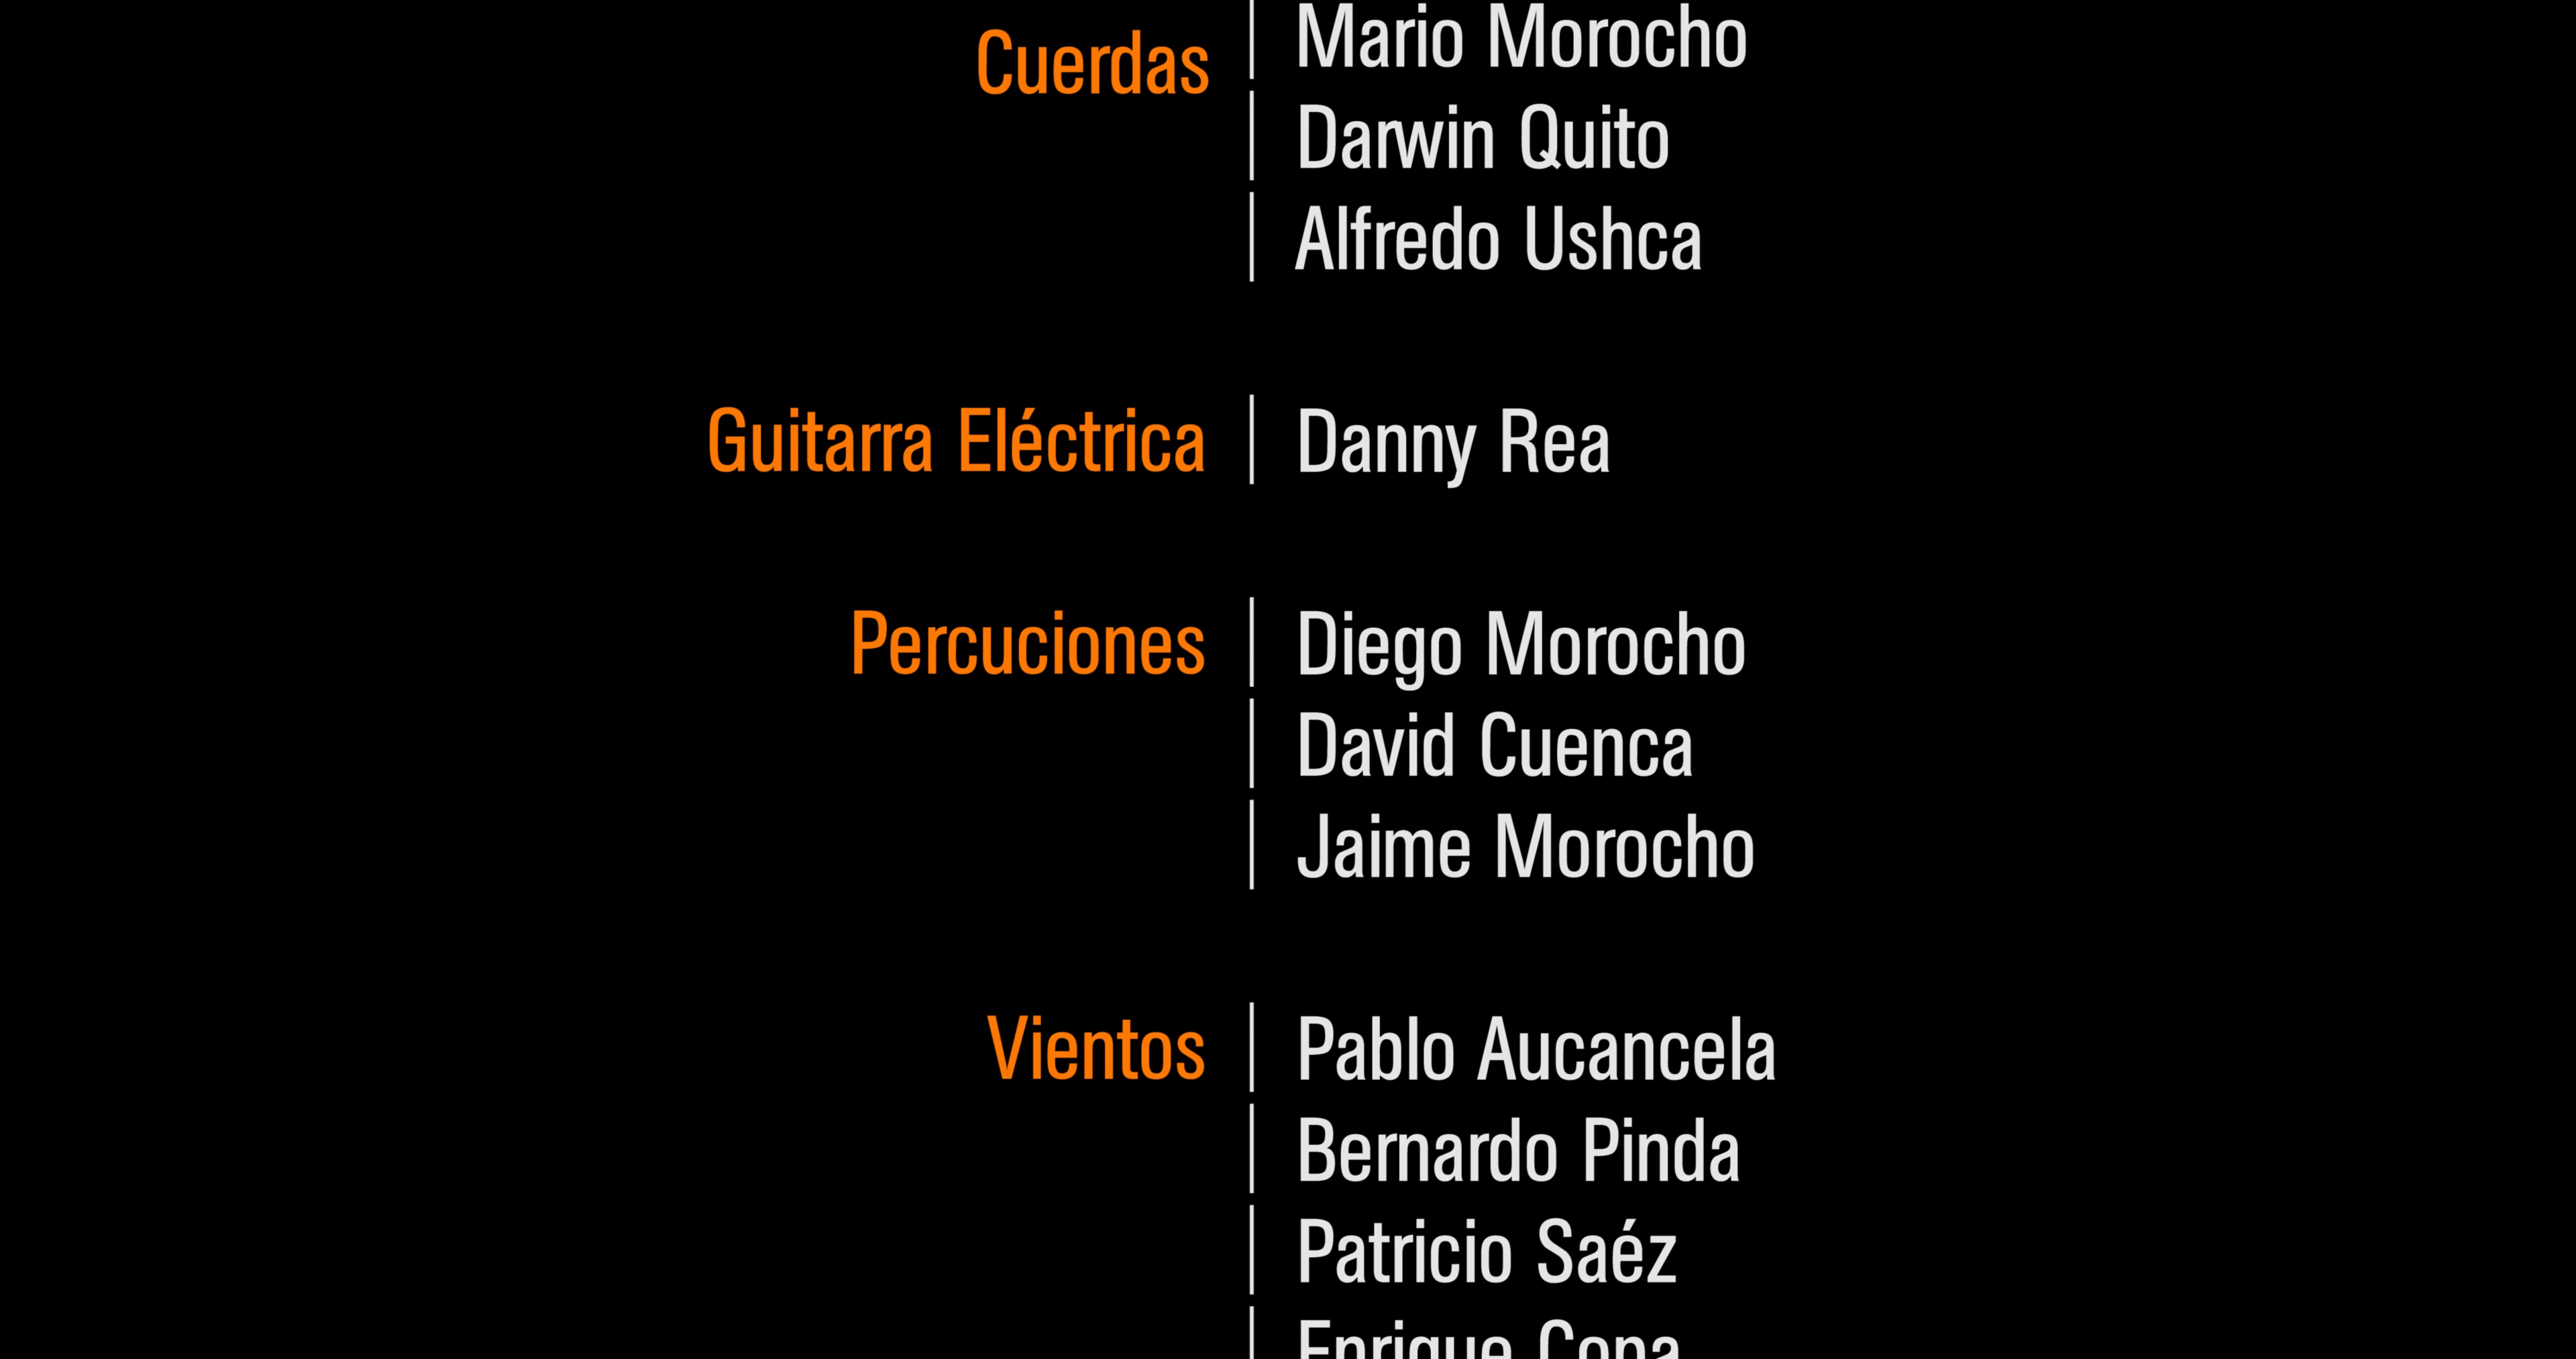 Cuerdas | Mario Morocho
| Darwin Quito
| Alfredo Ushca
Guitarra Eléctrica | Danny Rea
Percuciones | Diego Morocho
| David Cuenca
| Jaime Morocho
Vientos | Pablo Aucancela
| Bernardo Pinda
| Patricio Saéz
| Enrique